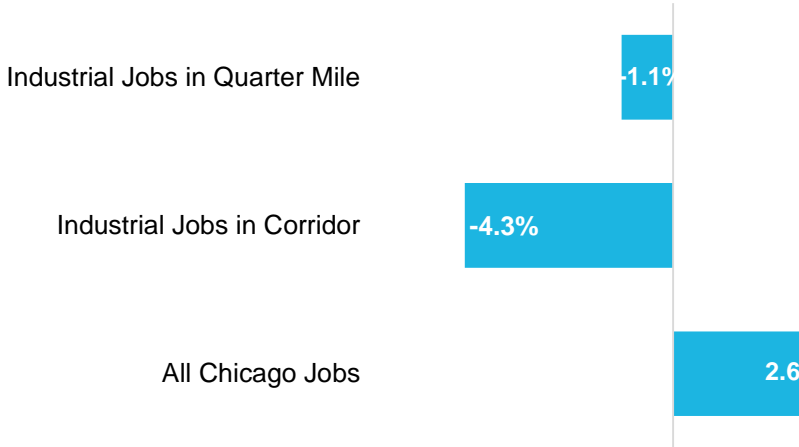 Industrial Jobs in Quarter Mile
-1.1%
Industrial Jobs in Corridor
-4.3%
All Chicago Jobs
2.6